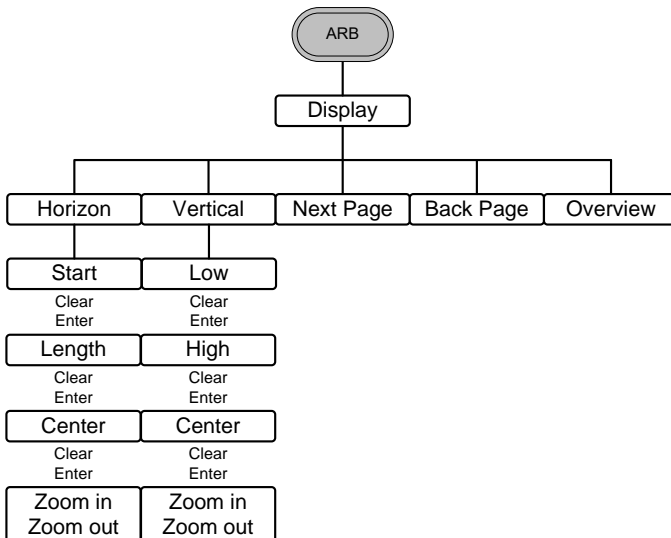 ARB
Display
Horizon Vertical Next Page Back Page Overview
Start Low
Clear Clear
Enter Enter
Length High
Clear Clear
Enter Enter
Center Center
Clear Clear
Enter Enter
Zoom in Zoom in
Zoom out Zoom out